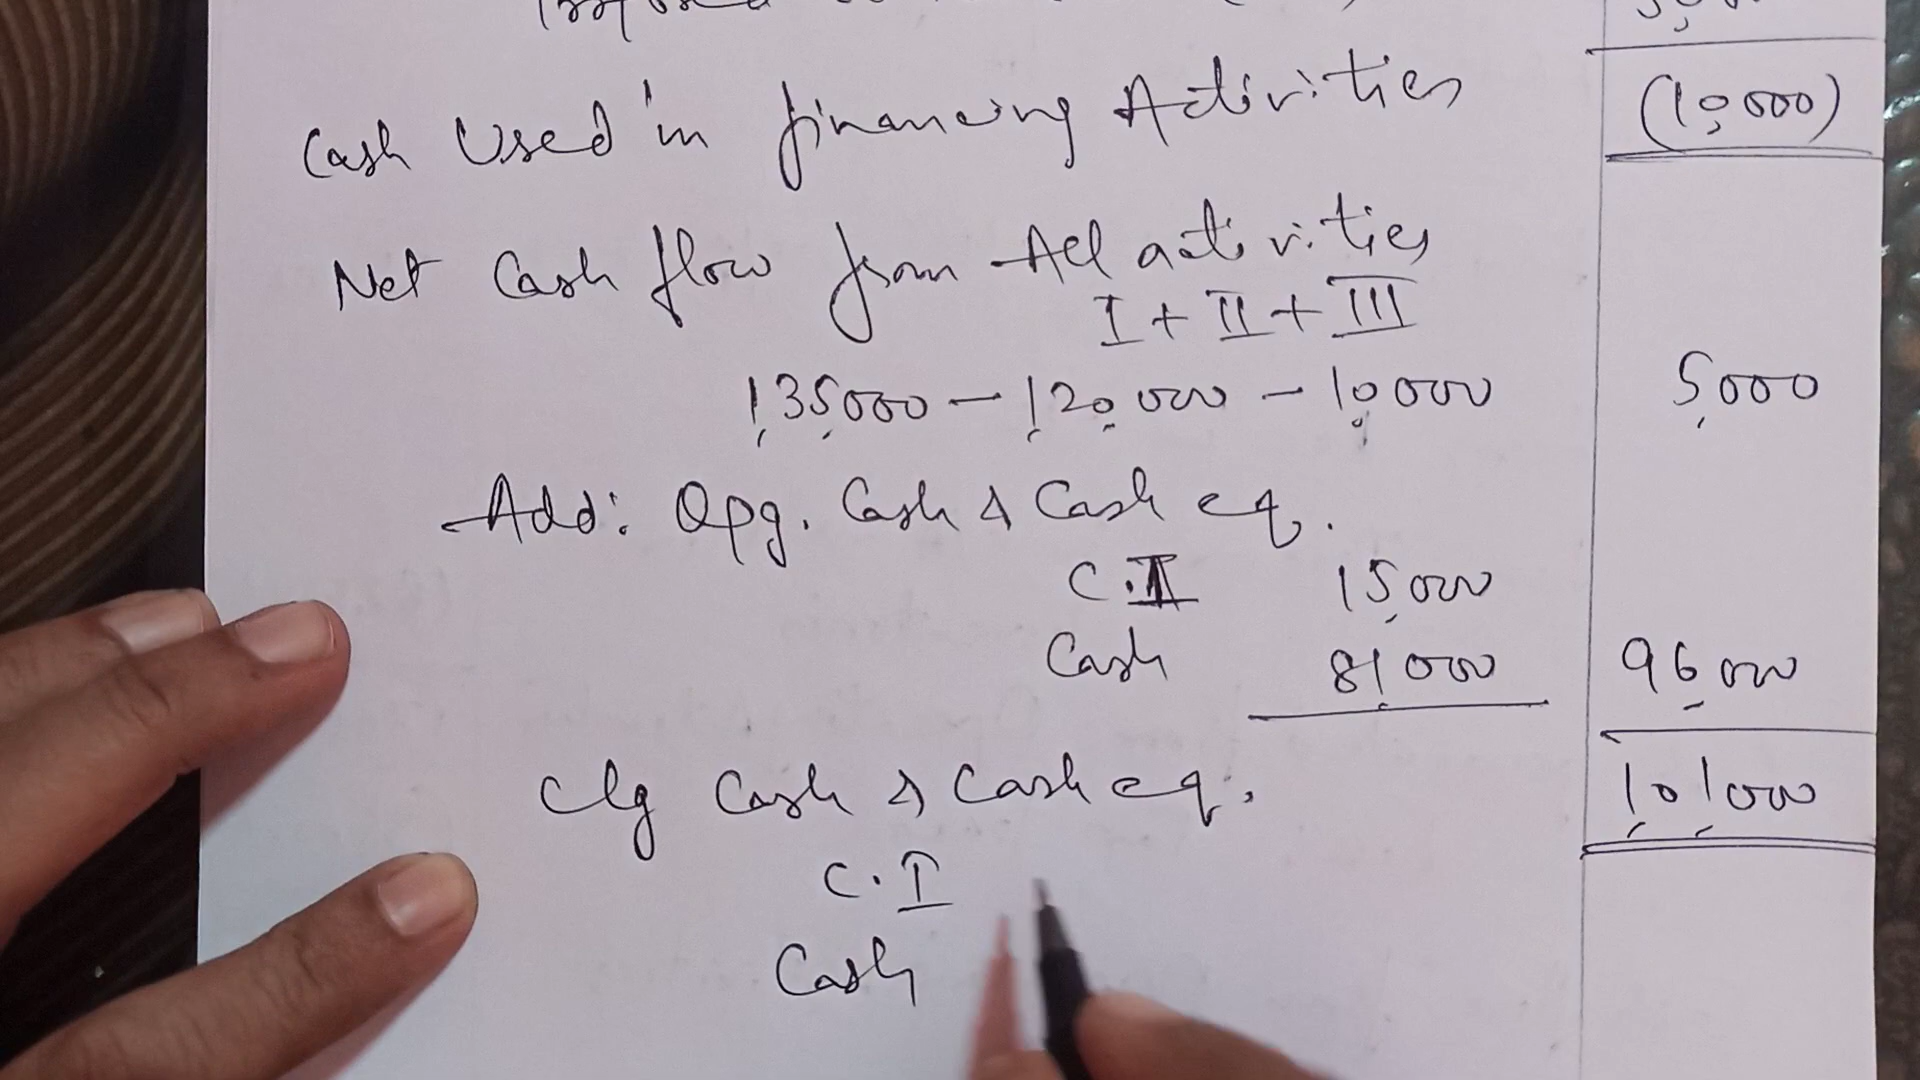 Cash Used in financing Activities (10,000)
Net Cash flow from All activities
I + II + III
1,35,000 - 1,20,000 - 10,000 5,000
Add: Opg. Cash & Cash eq.
C.I 15,000
Cash 81,000 96,000
Clg Cash & Cash eq. 1,01,000
C.I
Cash